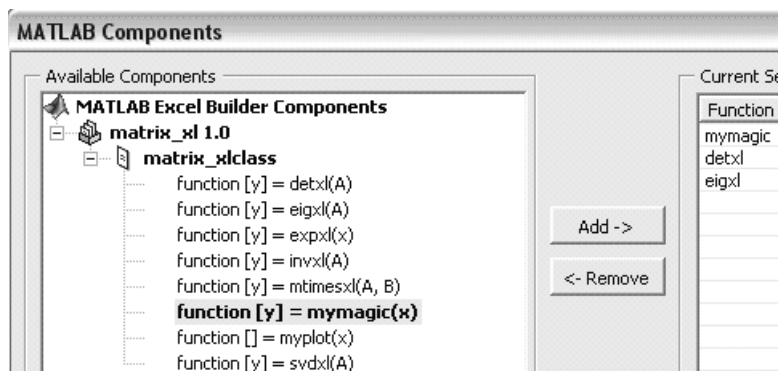 MATLAB Components
Available Components
MATLAB Excel Builder Components
matrix_xl 1.0
matrix_xlclass
function [y] = detxl(A)
function [y] = eigxl(A)
function [y] = expxl(x)
function [y] = invxl(A)
function [y] = mtimesxl(A, B)
function [y] = mymagic(x)
function [] = myplot(x)
function [y] = svdxl(A)
Add ->
<- Remove
Current
Function
mymagic
detxl
eigxl